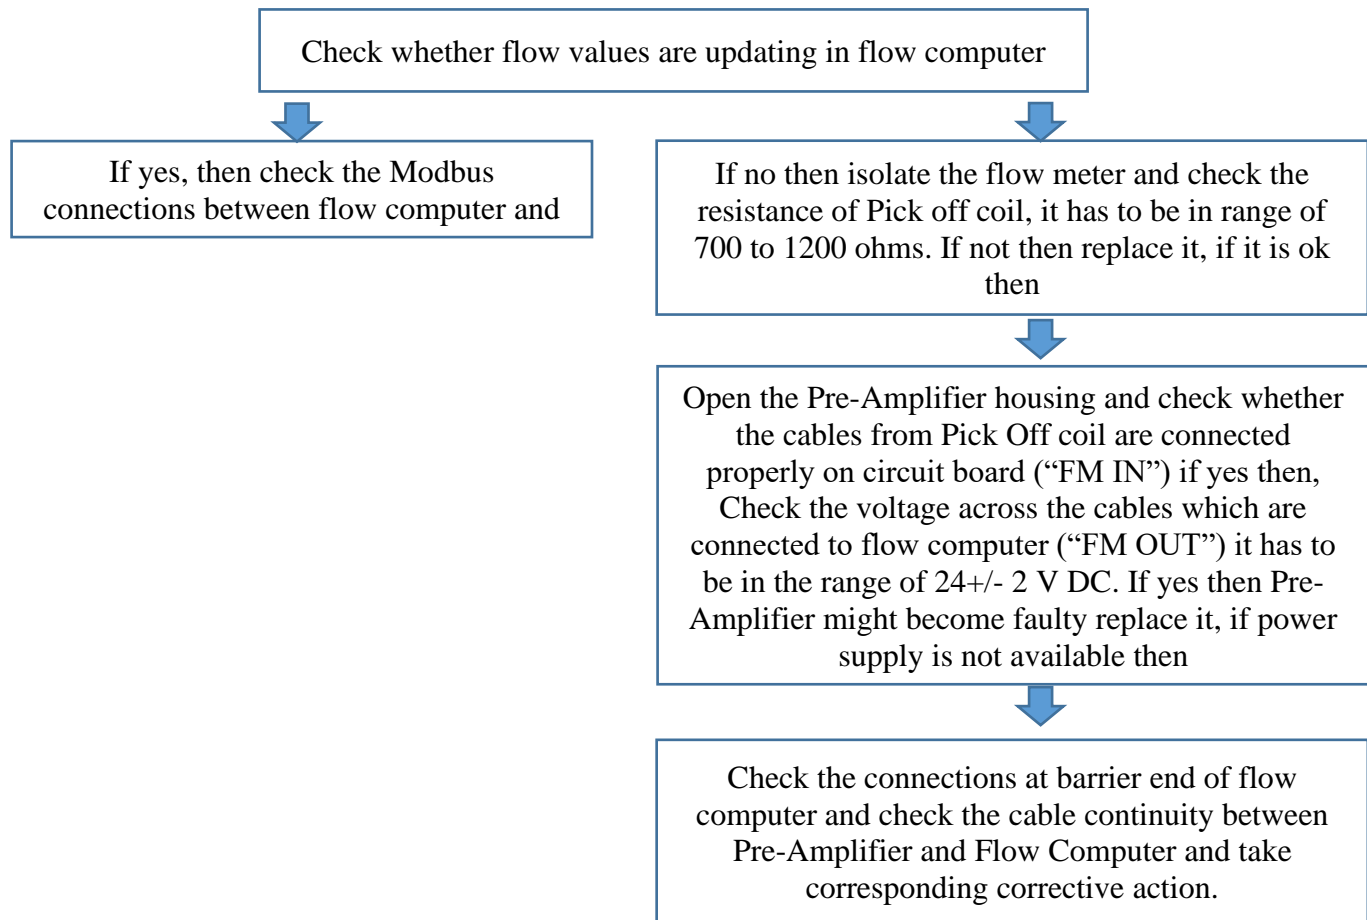 Check whether flow values are updating in flow computer
If yes, then check the Modbus
connections between flow computer and
If no then isolate the flow meter and check the
resistance of Pick off coil, it has to be in range of
700 to 1200 ohms. If not then replace it, if it is ok
then
Open the Pre-Amplifier housing and check whether
the cables from Pick Off coil are connected
properly on circuit board (“FM IN”) if yes then,
Check the voltage across the cables which are
connected to flow computer (“FM OUT”) it has to
be in the range of 24+/- 2 V DC. If yes then Pre-
Amplifier might become faulty replace it, if power
supply is not available then
Check the connections at barrier end of flow
computer and check the cable continuity between
Pre-Amplifier and Flow Computer and take
corresponding corrective action.